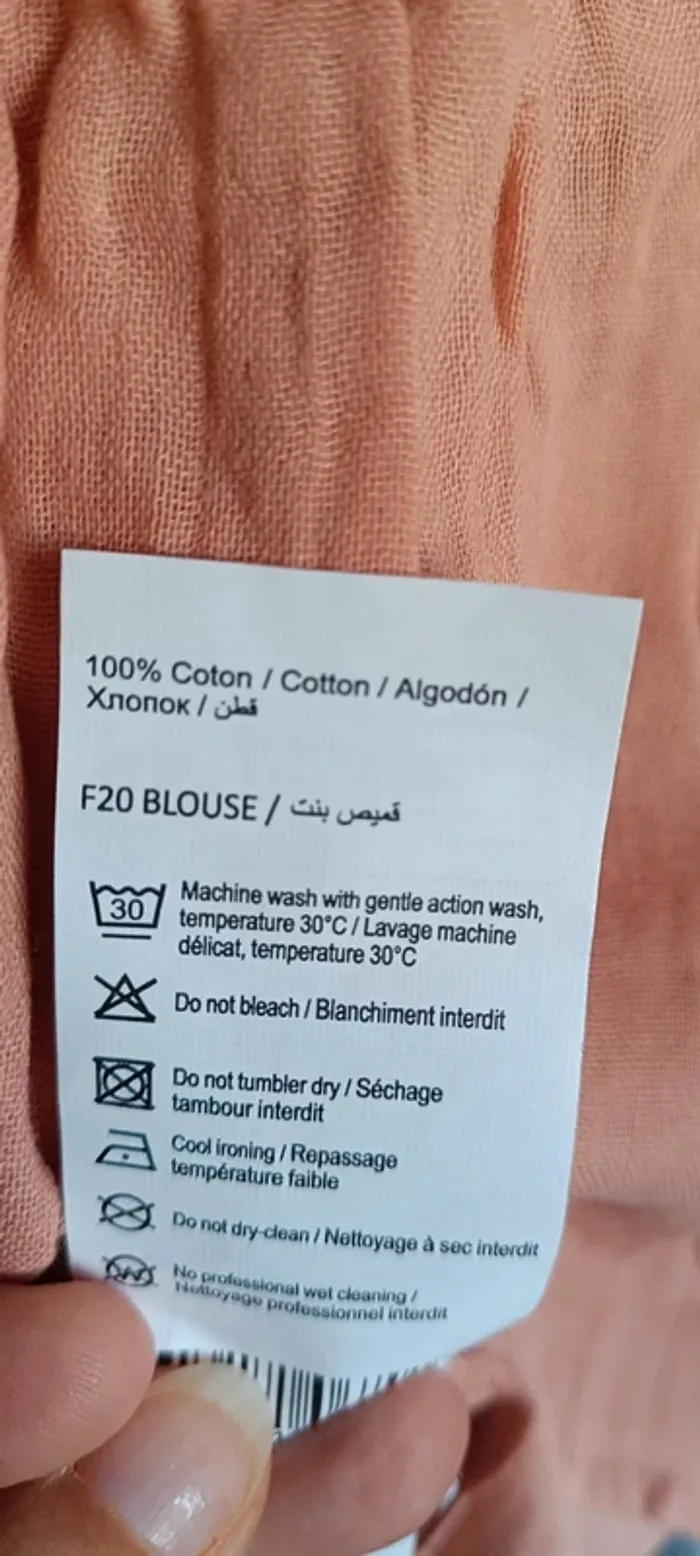 100% Coton / Cotton / Algodón /
Хлопок / قطن
F20 BLOUSE / قميص بنت
30
Machine wash with gentle action wash,
temperature 30°C / Lavage machine
délicat, temperature 30°C
Do not bleach / Blanchiment interdit
Do not tumbler dry / Séchage
tambour interdit
Cool ironing / Repassage
température faible
Do not dry-clean / Nettoyage à sec interdit
W
No professional wet cleaning /
Nettoyage professionnel interdit